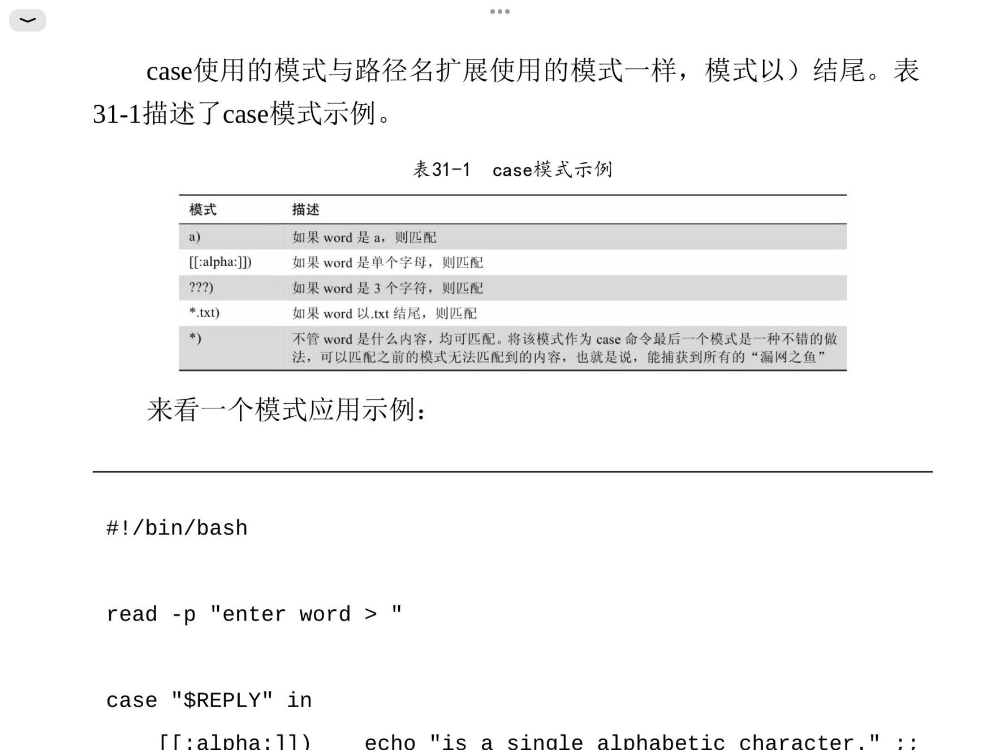 case使用的模式与路径名扩展使用的模式一样，模式以）结尾。表
31-1描述了case模式示例。
表31-1 case模式示例
模式 描述
a) 如果 word 是 a，则匹配
[[:alpha:]]) 如果 word 是单个字母，则匹配
???) 如果 word 是 3 个字符，则匹配
*.txt) 如果 word 以.txt 结尾，则匹配
*) 不管 word 是什么内容，均可匹配。将该模式作为 case 命令最后一个模式是一种不错的做
法，可以匹配之前的模式无法匹配到的内容，也就是说，能捕获到所有的“漏网之鱼”
来看一个模式应用示例：
#!/bin/bash
read -p "enter word > "
case "$REPLY" in
[[:alpha:]]) echo "is a single alphabetic character." ;;